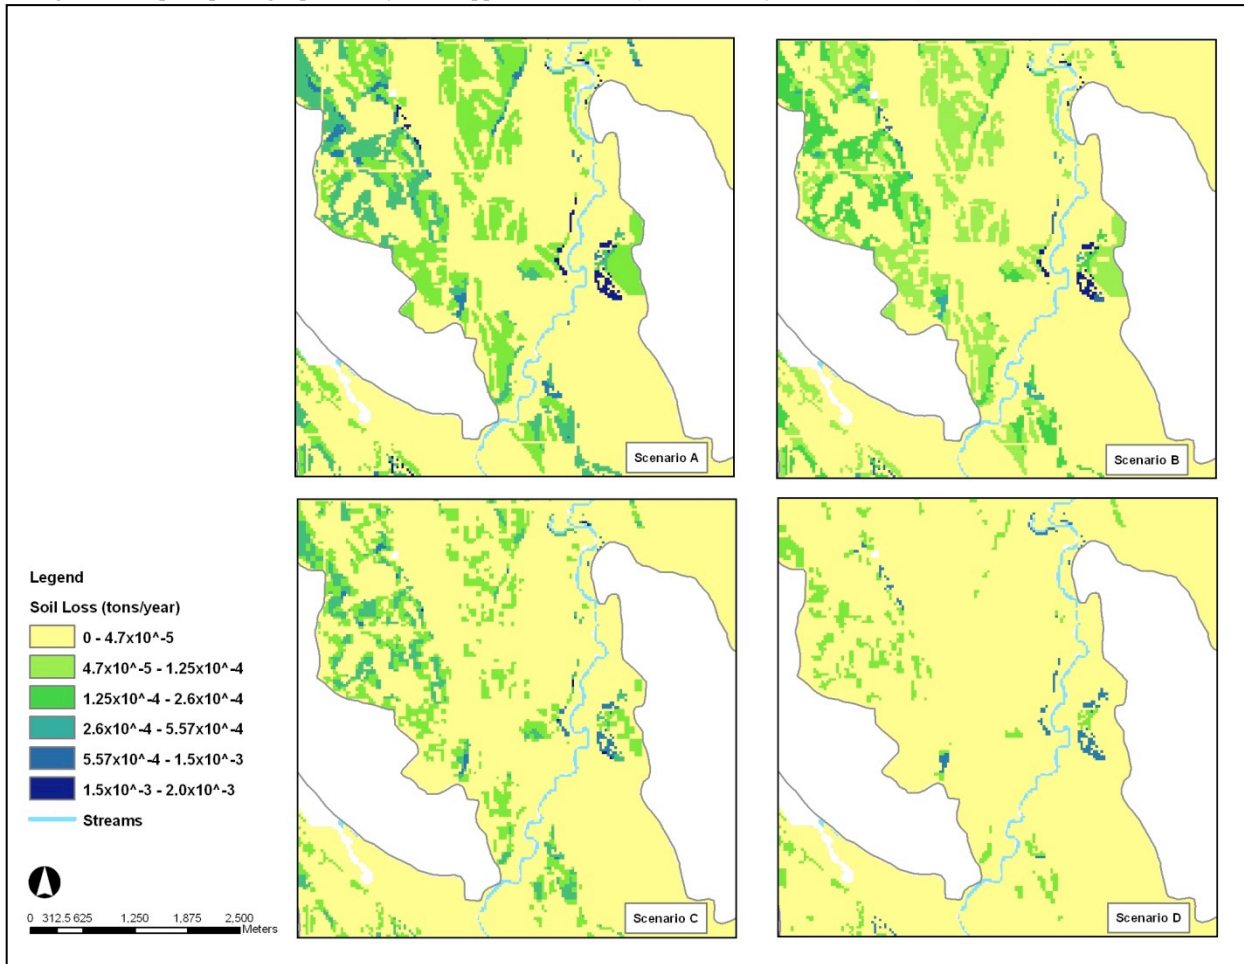 Scenario A
Scenario B
Legend
Soil Loss (tons/year)
0 - 4.7x10^-5
4.7x10^-5 - 1.25x10^-4
1.25x10^-4 - 2.6x10^-4
2.6x10^-4 - 5.57x10^-4
5.57x10^-4 - 1.5x10^-3
1.5x10^-3 - 2.0x10^-3
Streams
0 312.5 625 1,250 1,875 2,500
Meters
Scenario C
Scenario D